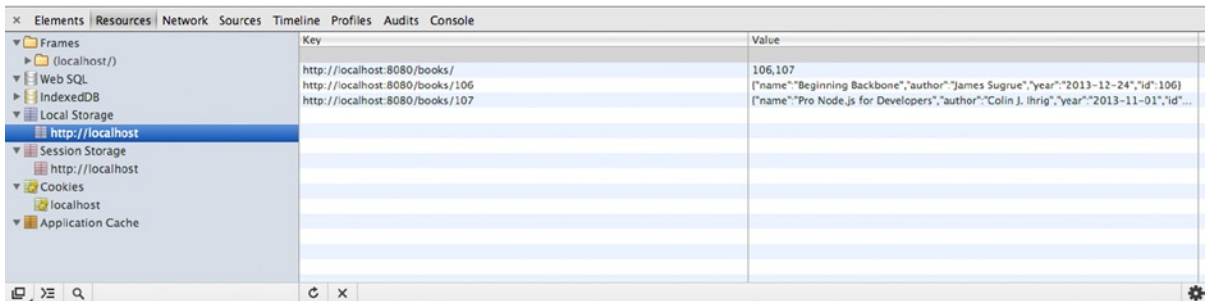 × Elements Resources Network Sources Timeline Profiles Audits Console
Frames
(localhost/)
Web SQL
IndexedDB
Local Storage
http://localhost
Session Storage
http://localhost
Cookies
localhost
Application Cache
Key Value
http://localhost:8080/books/ 106,107
http://localhost:8080/books/106 {"name":"Beginning Backbone","author":"James Sugrue","year":"2013-12-24","id":106}
http://localhost:8080/books/107 {"name":"Pro Node.js for Developers","author":"Colin J. Ihrig","year":"2013-11-01","id"...